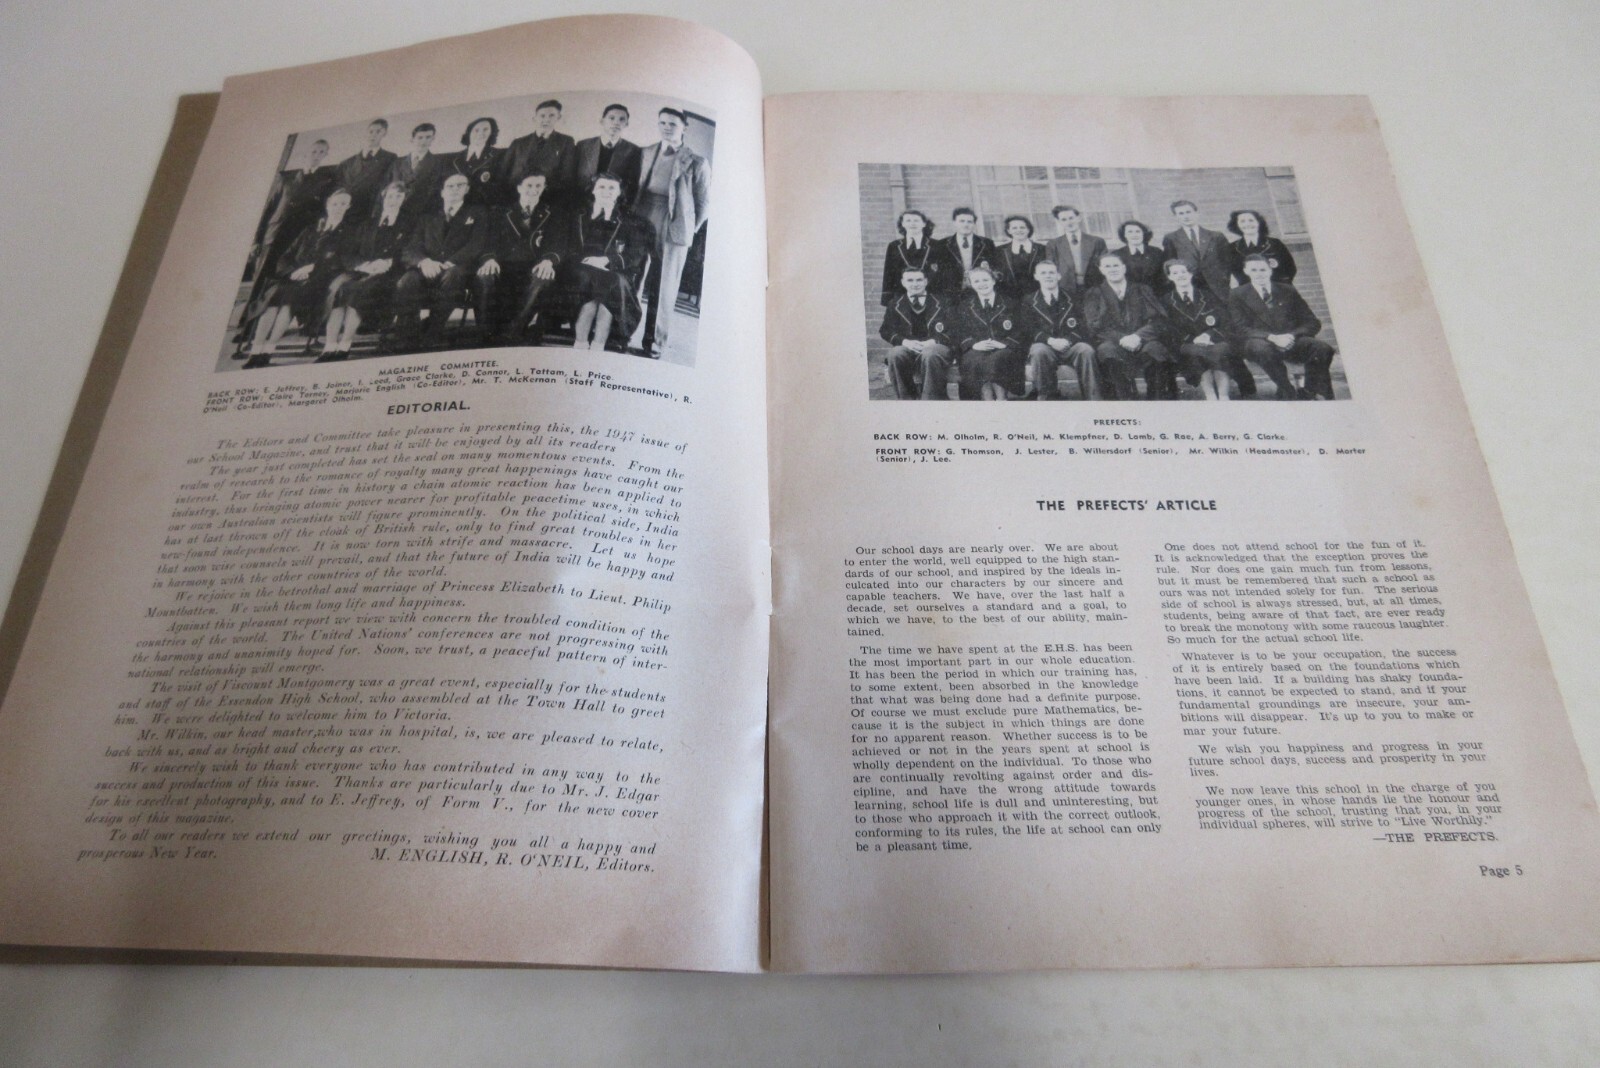 MAGAZINE COMMITTEE.
BACK ROW: E. Jeffrey, B. Joiner, I. Leed, Grace Clarke, D. Connor, L. Tattam, L. Price.
FRONT ROW: Claire Torney, Marjorie English (Co-Editor), Mr. T. McKernan (Staff Representative), R.
O'Neil (Co-Editor), Margaret Olholm.
EDITORIAL.
The Editors and Committee take pleasure in presenting this, the 1947 issue of
our School Magazine, and trust that it will be enjoyed by all its readers
The year just completed has set the seal on many momentous events. From the
realm of research to the romance of royalty many great happenings have caught our
interest. For the first time in history a chain atomic reaction has been applied to
industry, thus bringing atomic power nearer for profitable peacetime uses, in which
our own Australian scientists will figure prominently. On the political side, India
has at last thrown off the cloak of British rule, only to find great troubles in her
new-found independence. It is now torn with strife and massacre. Let us hope
that soon wise counsels will prevail, and that the future of India will be happy and
in harmony with the other countries of the world.
We rejoice in the betrothal and marriage of Princess Elizabeth to Lieut. Philip
Mountbatten. We wish them long life and happiness.
Against this pleasant report we view with concern the troubled condition of the
countries of the world. The United Nations' conferences are not progressing with
the harmony and unanimity hoped for. Soon, we trust, a peaceful pattern of inter-
national relationship will emerge.
The visit of Viscount Montgomery was a great event, especially for the students
and staff of the Essendon High School, who assembled at the Town Hall to greet
him. We were delighted to welcome him to Victoria.
Mr. Wilkin, our head master,who was in hospital, is, we are pleased to relate,
back with us, and as bright and cheery as ever.
We sincerely wish to thank everyone who has contributed in any way to the
success and production of this issue. Thanks are particularly due to Mr. J. Edgar
for his excellent photography, and to E. Jeffrey, of Form V., for the new cover
design of this magazine.
To all our readers we extend our greetings, wishing you all a happy and
prosperous New Year.
M. ENGLISH, R. O'NEIL, Editors.
PREFECTS:
BACK ROW: M. Olholm, R. O'Neil, M. Klempfner, D. Lamb, G. Rae, A. Berry, G. Clarke.
FRONT ROW: G. Thomson, J. Lester, B. Willersdorf (Senior), Mr. Wilkin (Headmaster), D. Marter
(Senior), J. Lee.
THE PREFECTS' ARTICLE
Our school days are nearly over. We are about
to enter the world, well equipped to the high stan-
dards of our school, and inspired by the ideals in-
culcated into our characters by our sincere and
capable teachers. We have, over the last half a
decade, set ourselves a standard and a goal, to
which we have, to the best of our ability, main-
tained.
The time we have spent at the E.H.S. has been
the most important part in our whole education.
It has been the period in which our training has,
to some extent, been absorbed in the knowledge
that what was being done had a definite purpose.
Of course we must exclude pure Mathematics, be-
cause it is the subject in which things are done
for no apparent reason. Whether success is to be
achieved or not in the years spent at school is
wholly dependent on the individual. To those who
are continually revolting against order and dis-
cipline, and have the wrong attitude towards
learning, school life is dull and uninteresting, but
to those who approach it with the correct outlook,
conforming to its rules, the life at school can only
be a pleasant time.
One does not attend school for the fun of it.
It is acknowledged that the exception proves the
rule. Nor does one gain much fun from lessons,
but it must be remembered that such a school as
ours was not intended solely for fun. The serious
side of school is always stressed, but, at all times,
students, being aware of that fact, are ever ready
to break the monotony with some raucous laughter.
So much for the actual school life.
Whatever is to be your occupation, the success
of it is entirely based on the foundations which
have been laid. If a building has shaky founda-
tions, it cannot be expected to stand, and if your
fundamental groundings are insecure, your am-
bitions will disappear. It's up to you to make or
mar your future.
We wish you happiness and progress in your
future school days, success and prosperity in your
lives.
We now leave this school in the charge of you
younger ones, in whose hands lie the honour and
progress of the school, trusting that you, in your
individual spheres, will strive to "Live Worthily."
—THE PREFECTS.
Page 5